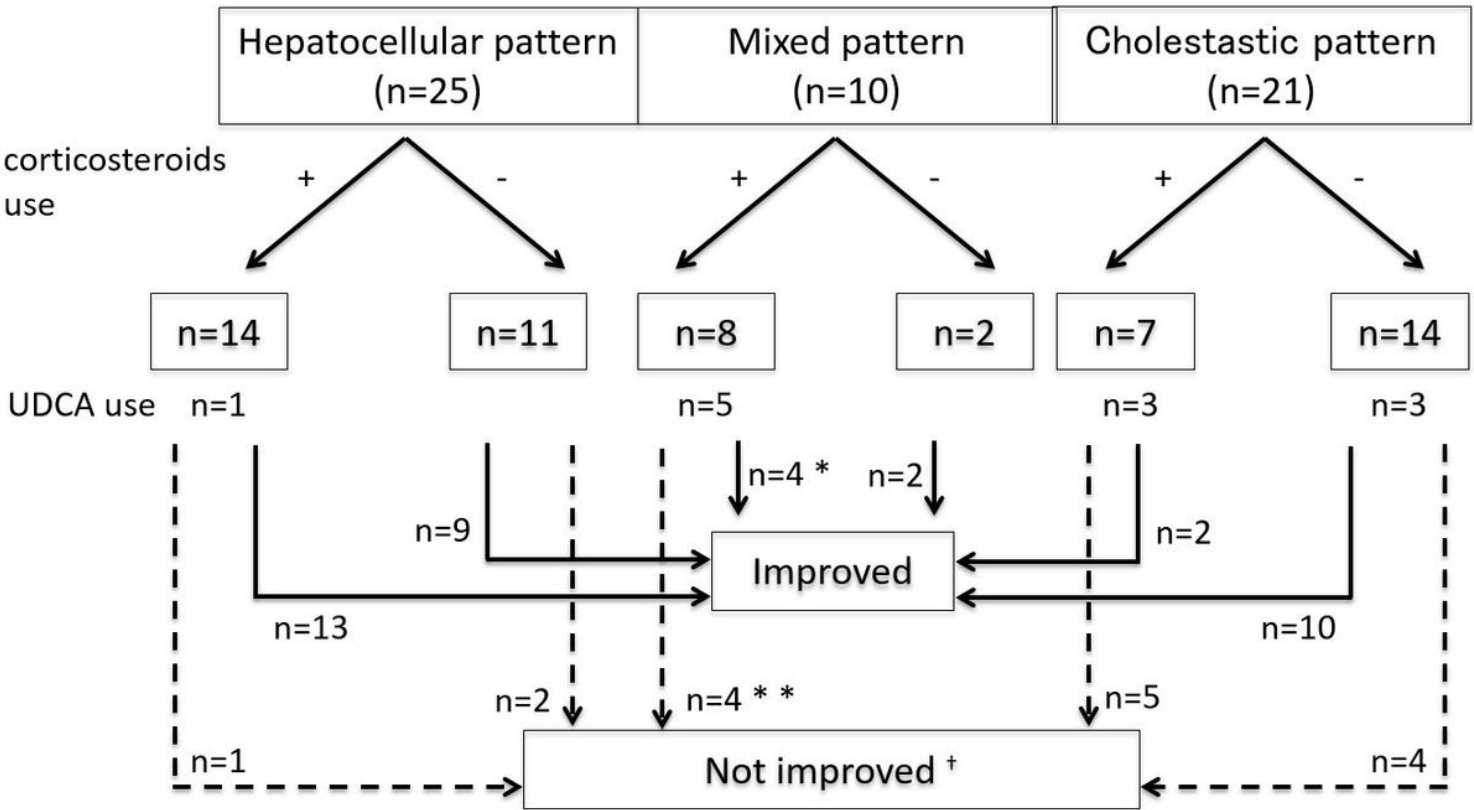 Hepatocellular pattern
(n=25)
Mixed pattern
(n=10)
Cholestastic pattern
(n=21)
corticosteroids
use
+
-
+
-
+
-
n=14
n=11
n=8
n=2
n=7
n=14
UDCA use
n=1
n=5
n=3
n=3
n=4 *
n=2
n=9
n=2
Improved
n=13
n=10
n=2
n=4 * *
n=5
n=1
Not improved †
n=4